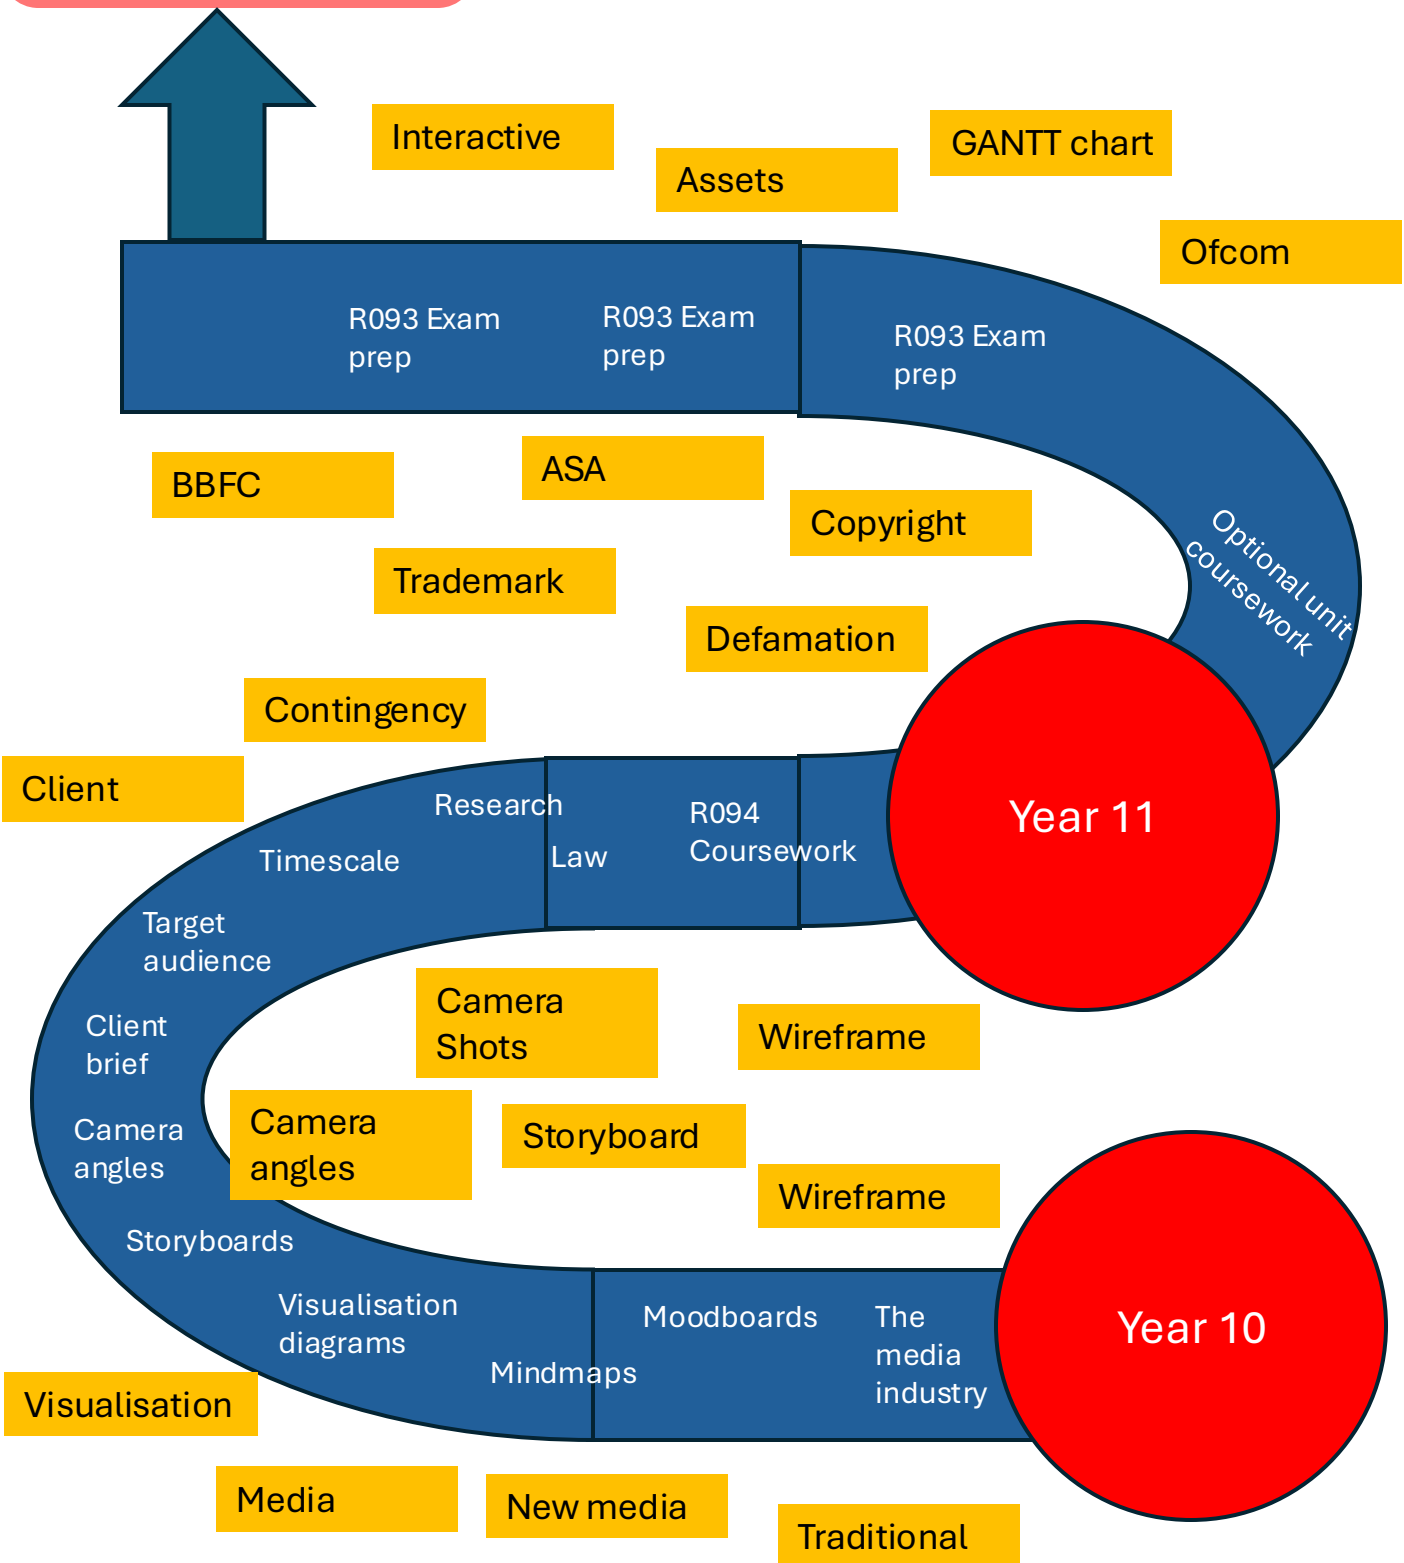 Interactive
GANTT chart
Assets
Ofcom
R093 Exam
prep
R093 Exam
prep
R093 Exam
prep
BBFC
ASA
Copyright
Trademark
Optional unit
coursework
Defamation
Contingency
Client
Research
Timescale
Law
R094
Coursework
Year 11
Target
audience
Client
brief
Camera
angles
Camera
Shots
Wireframe
Camera
angles
Storyboard
Wireframe
Storyboards
Visualisation
diagrams
Mindmaps
Moodboards
The
media
industry
Year 10
Visualisation
Media
New media
Traditional